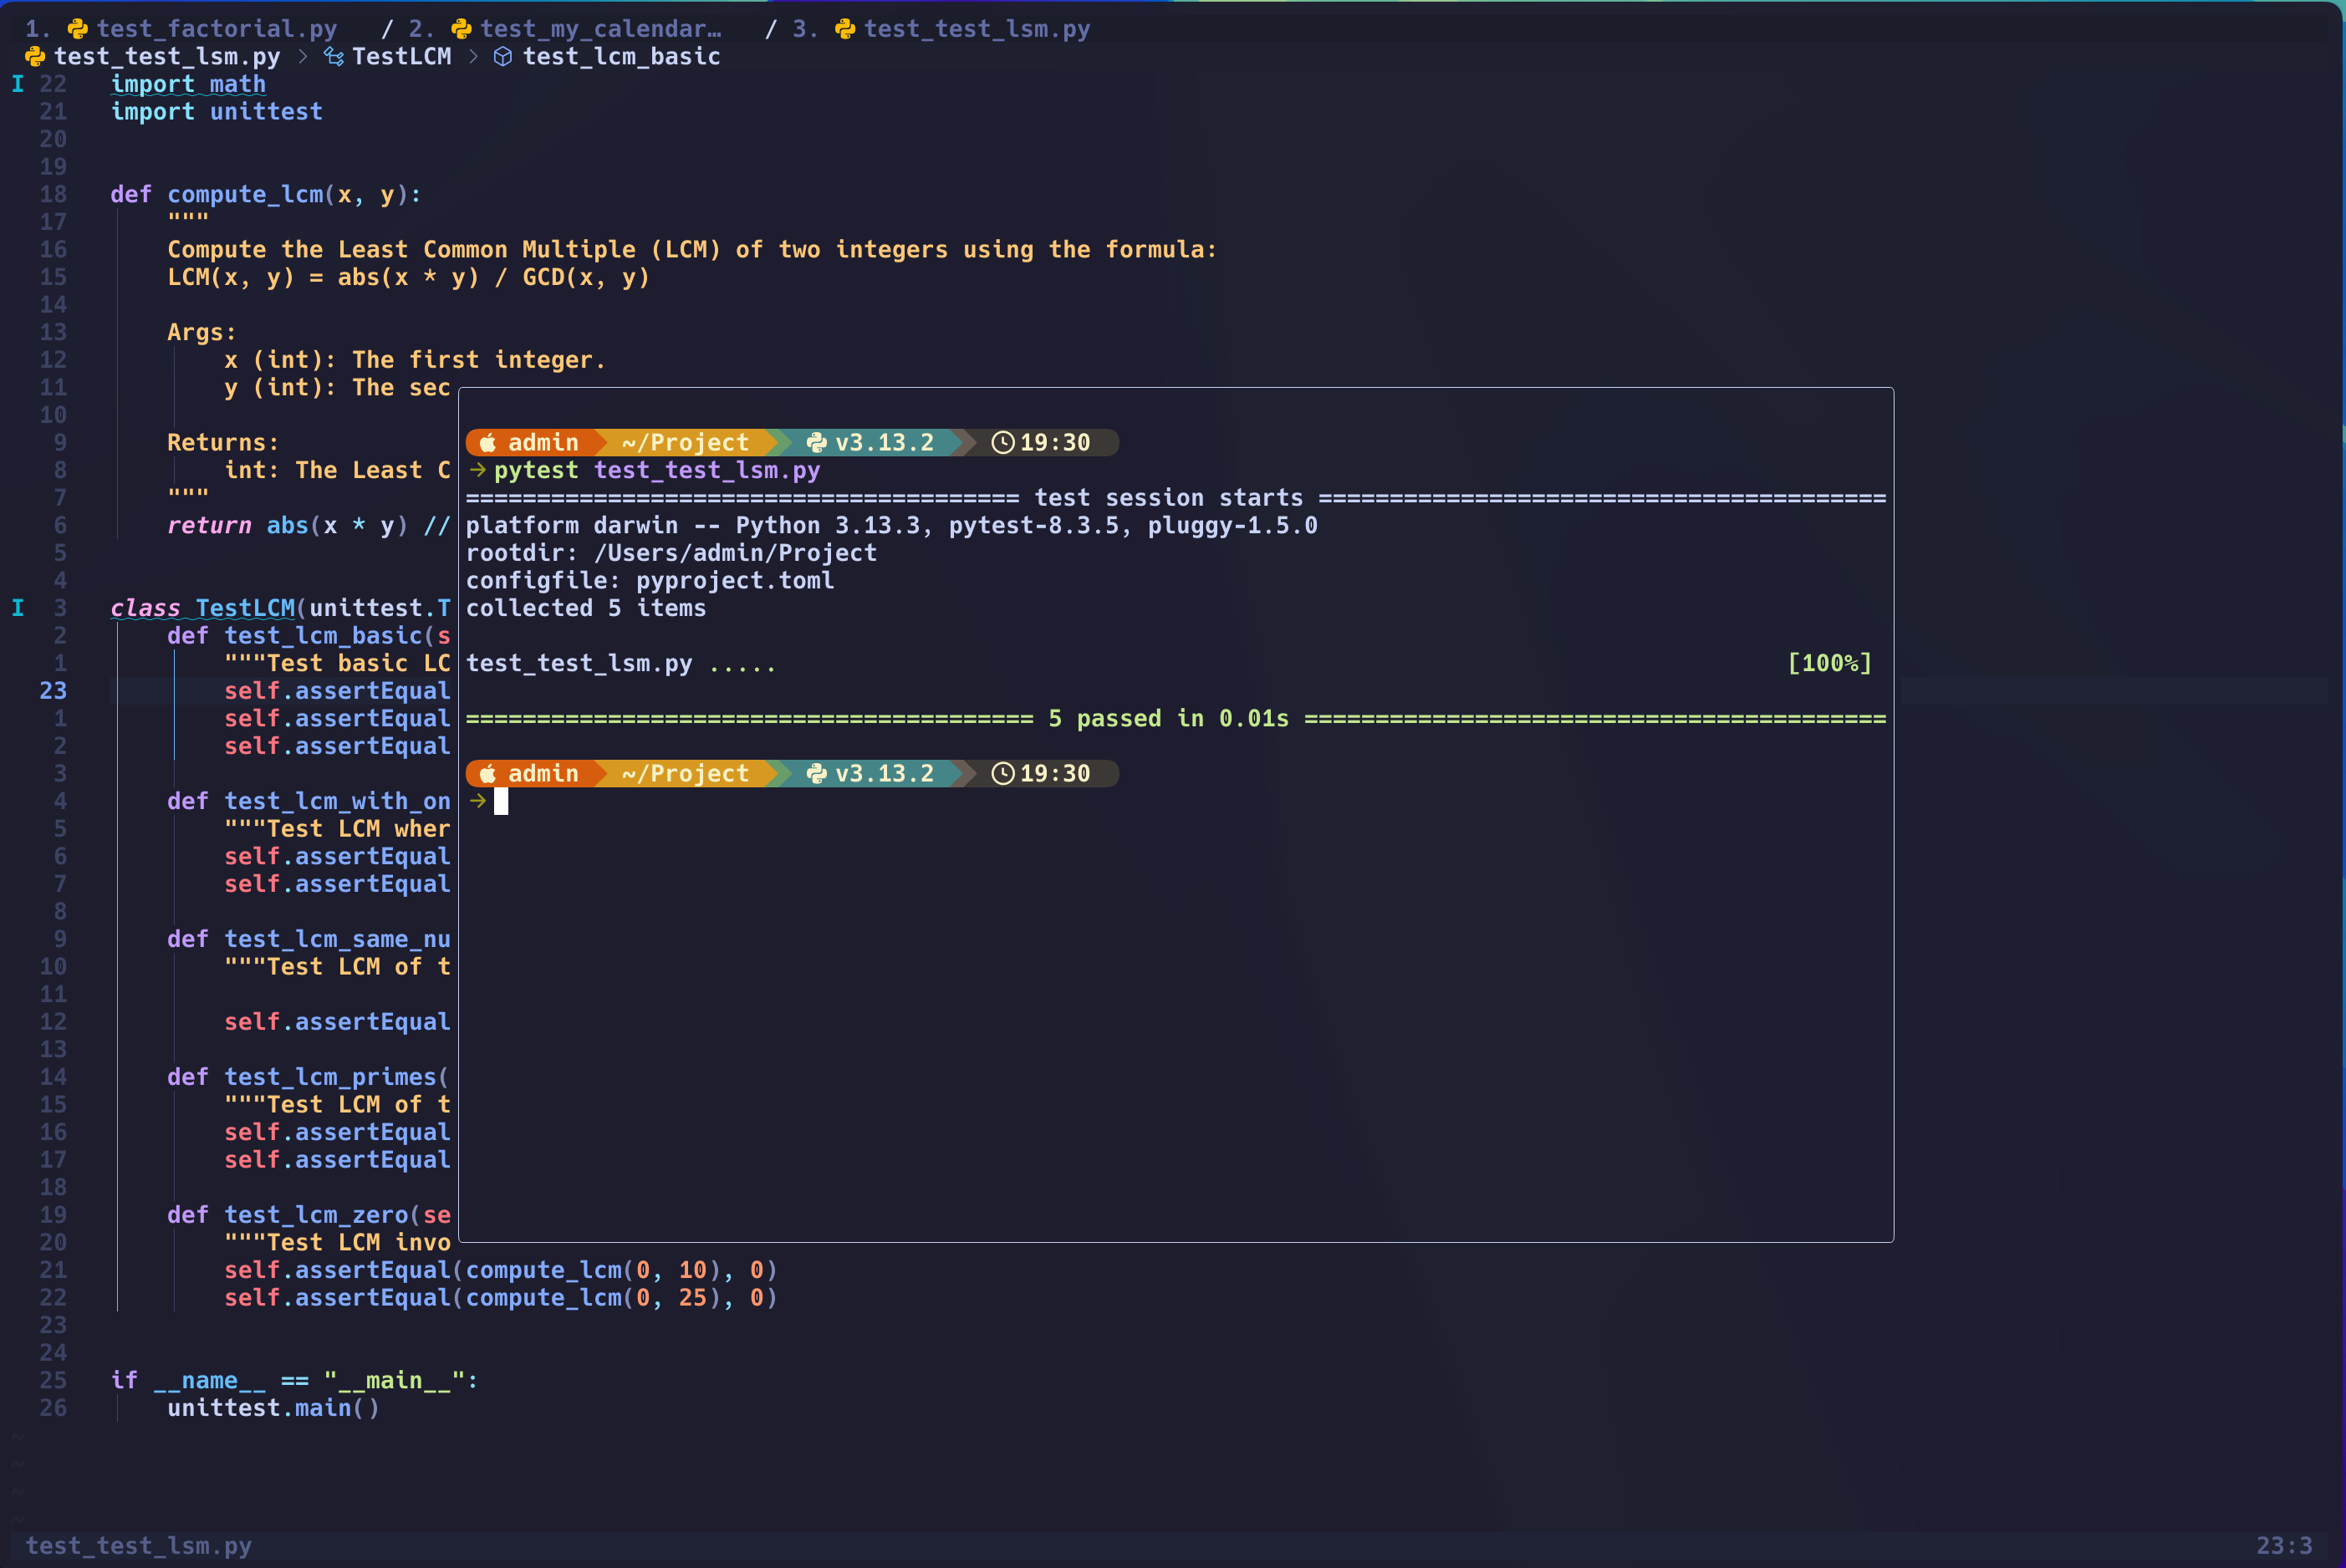 1. test_factorial.py / 2. test_my_calendar… / 3. test_test_lsm.py
test_test_lsm.py > TestLCM > test_lcm_basic
I 22 import math
21 import unittest
20
19
18 def compute_lcm(x, y):
17 """
16 Compute the Least Common Multiple (LCM) of two integers using the formula:
15 LCM(x, y) = abs(x * y) / GCD(x, y)
14
13 Args:
12 x (int): The first integer.
11 y (int): The sec
10
9 Returns:
8 int: The Least C
7 """
6 return abs(x * y) //
5
4
I 3 class TestLCM(unittest.T
2 def test_lcm_basic(s
1 """Test basic LC
23 self.assertEqual
1 self.assertEqual
2 self.assertEqual
3
4 def test_lcm_with_on
5 """Test LCM wher
6 self.assertEqual
7 self.assertEqual
8
9 def test_lcm_same_nu
10 """Test LCM of t
11
12 self.assertEqual
13
14 def test_lcm_primes(
15 """Test LCM of t
16 self.assertEqual
17 self.assertEqual
18
19 def test_lcm_zero(se
20 """Test LCM invo
21 self.assertEqual(compute_lcm(0, 10), 0)
22 self.assertEqual(compute_lcm(0, 25), 0)
23
24
25 if __name__ == "__main__":
26 unittest.main()
~
~
~
~
admin ~/Project v3.13.2 19:30
→ pytest test_test_lsm.py
======================================= test session starts ========================================
platform darwin -- Python 3.13.3, pytest-8.3.5, pluggy-1.5.0
rootdir: /Users/admin/Project
configfile: pyproject.toml
collected 5 items
test_test_lsm.py ..... [100%]
======================================== 5 passed in 0.01s =========================================
admin ~/Project v3.13.2 19:30
→
test_test_lsm.py 23:3